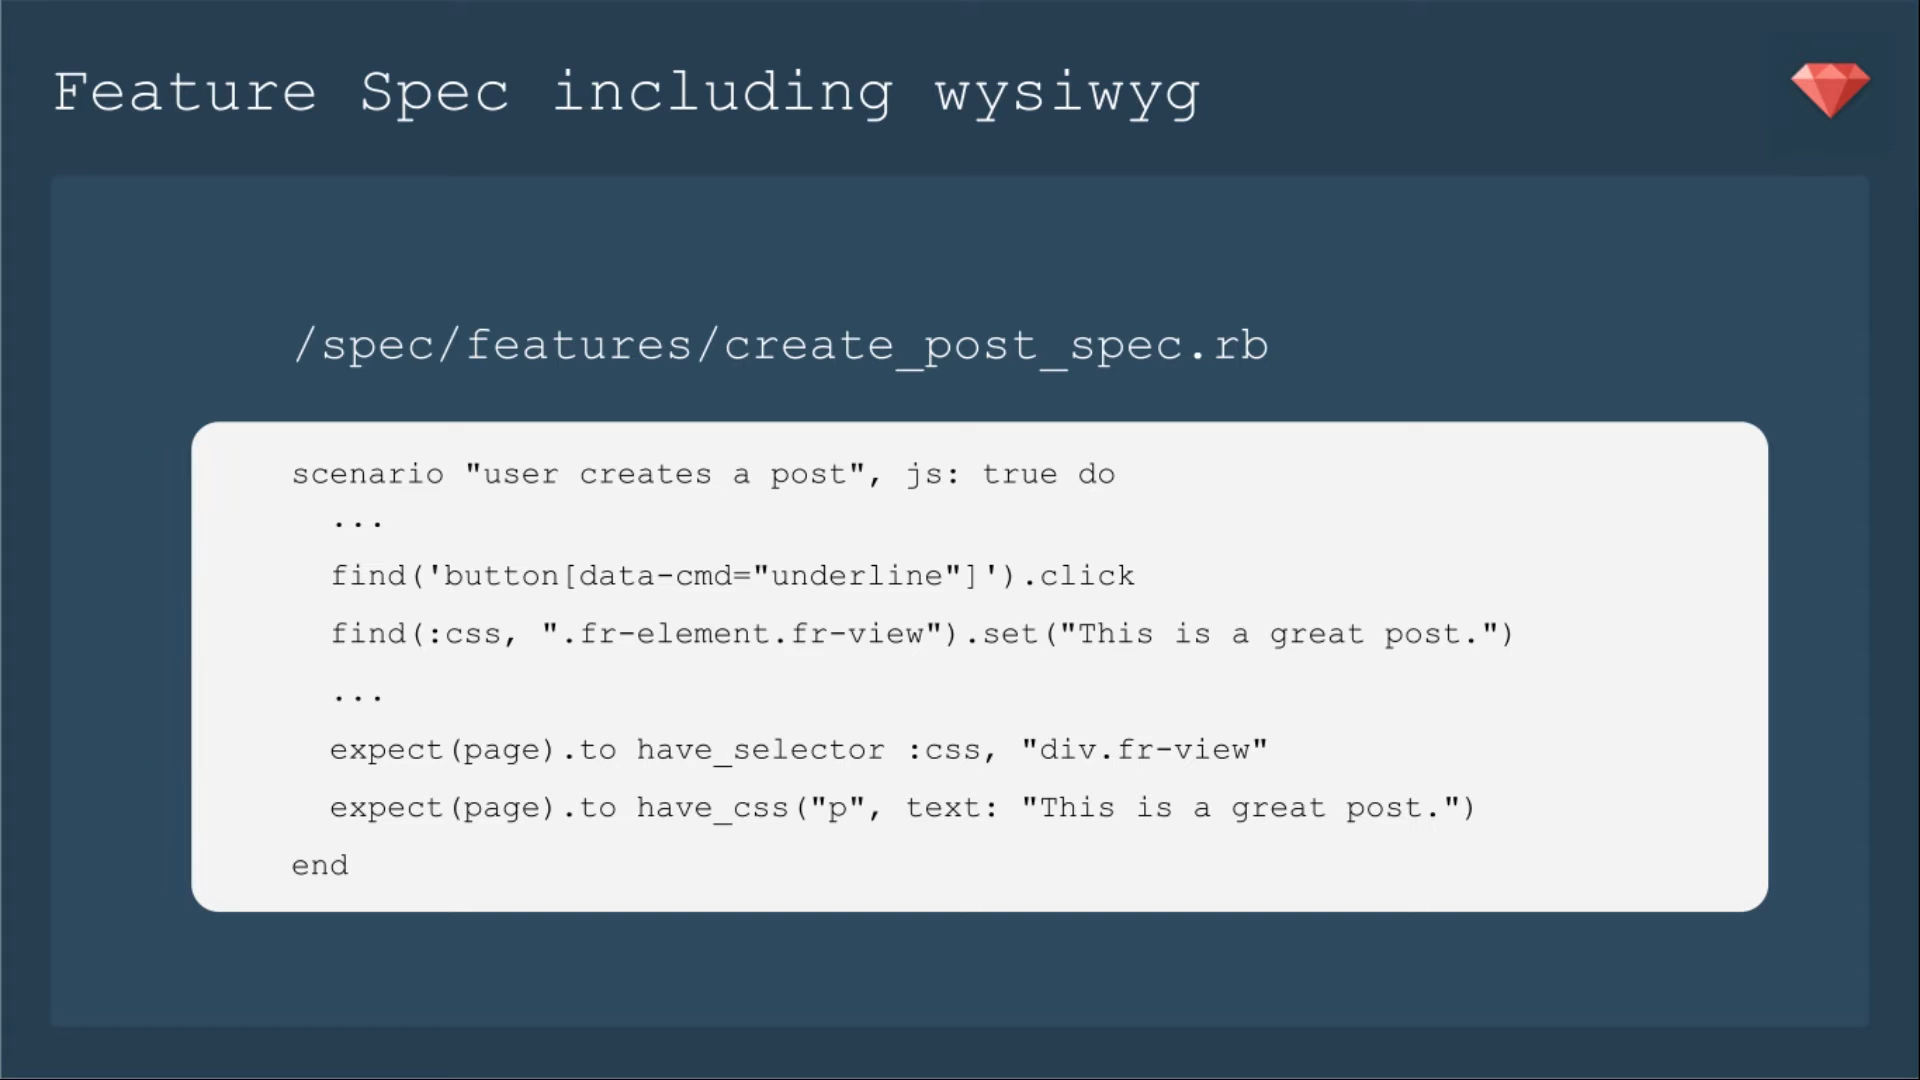 Feature Spec including wysiwyg
/spec/features/create_post_spec.rb
scenario "user creates a post", js: true do
...
find('button[data-cmd="underline"]').click
find(:css, ".fr-element.fr-view").set("This is a great post.")
...
expect(page).to have_selector :css, "div.fr-view"
expect(page).to have_css("p", text: "This is a great post.")
end